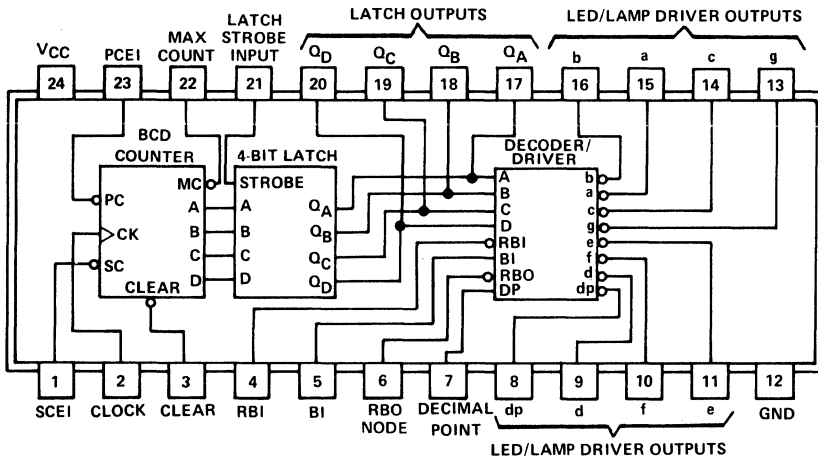 LATCH OUTPUTS
LED/LAMP DRIVER OUTPUTS
VCC
PCEI
MAX
COUNT
LATCH
STROBE
INPUT
QD
QC
QB
QA
b
a
c
g
24
23
22
21
20
19
18
17
16
15
14
13
BCD
COUNTER
4-BIT LATCH
DECODER/
DRIVER
MC
PC
A
B
C
D
CK
SC
CLEAR
STROBE
A
B
C
D
QA
QB
QC
QD
A
B
C
D
RBI
BI
RBO
DP
b
a
c
g
e
f
d
dp
1
2
3
4
5
6
7
8
9
10
11
12
SCEI
CLOCK
CLEAR
RBI
BI
RBO
NODE
DECIMAL
POINT
dp
d
f
e
GND
LED/LAMP DRIVER OUTPUTS